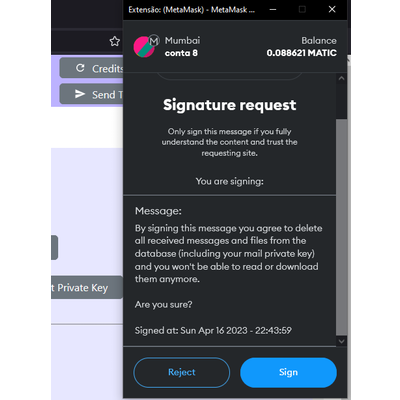 Extensão: (MetaMask) - MetaMask ...
Mumbai
conta 8
Balance
0.088621 MATIC
Credits
Send T
Signature request
Only sign this message if you fully
understand the content and trust the
requesting site.
You are signing:
Message:
By signing this message you agree to delete
all received messages and files from the
database (including your mail private key)
and you won't be able to read or download
them anymore.
Are you sure?
Signed at: Sun Apr 16 2023 - 22:43:59
t Private Key
Reject
Sign